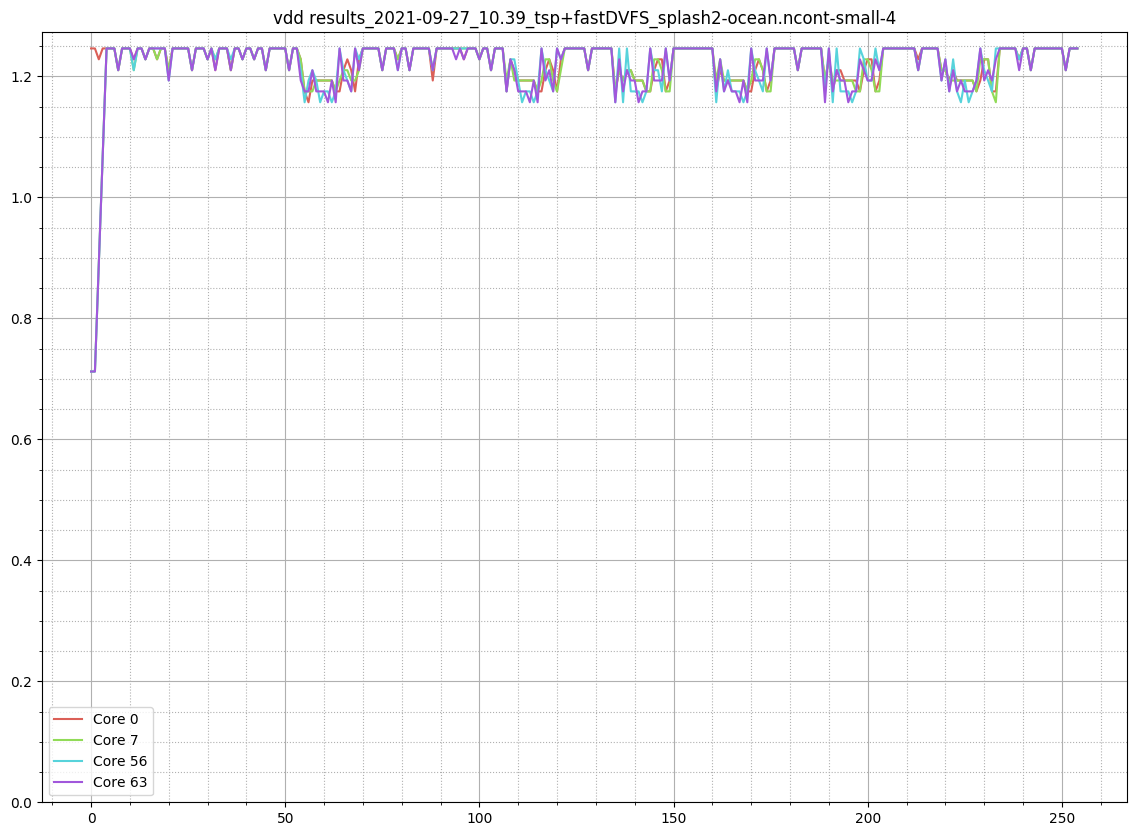 vdd results_2021-09-27_10.39_tsp+fastDVFS_splash2-ocean.ncont-small-4
1.2
1.0
0.8
0.6
0.4
0.2
0.0
Core 0
Core 7
Core 56
Core 63
0 50 100 150 200 250